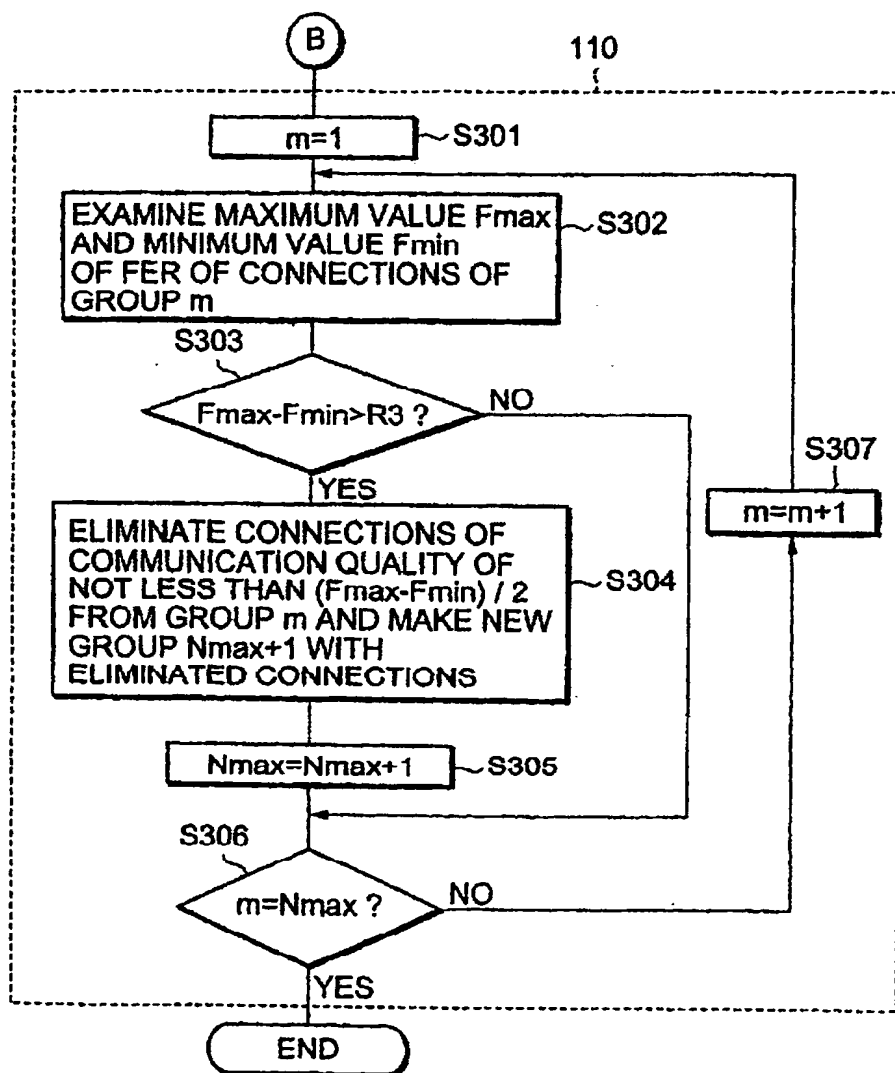 B
110
m=1
S301
EXAMINE MAXIMUM VALUE Fmax
AND MINIMUM VALUE Fmin
OF FER OF CONNECTIONS OF
GROUP m
S302
S303
Fmax-Fmin>R3 ?
NO
YES
S307
m=m+1
ELIMINATE CONNECTIONS OF
COMMUNICATION QUALITY OF
NOT LESS THAN (Fmax-Fmin) / 2
FROM GROUP m AND MAKE NEW
GROUP Nmax+1 WITH
ELIMINATED CONNECTIONS
S304
Nmax=Nmax+1
S305
S306
m=Nmax ?
NO
YES
END